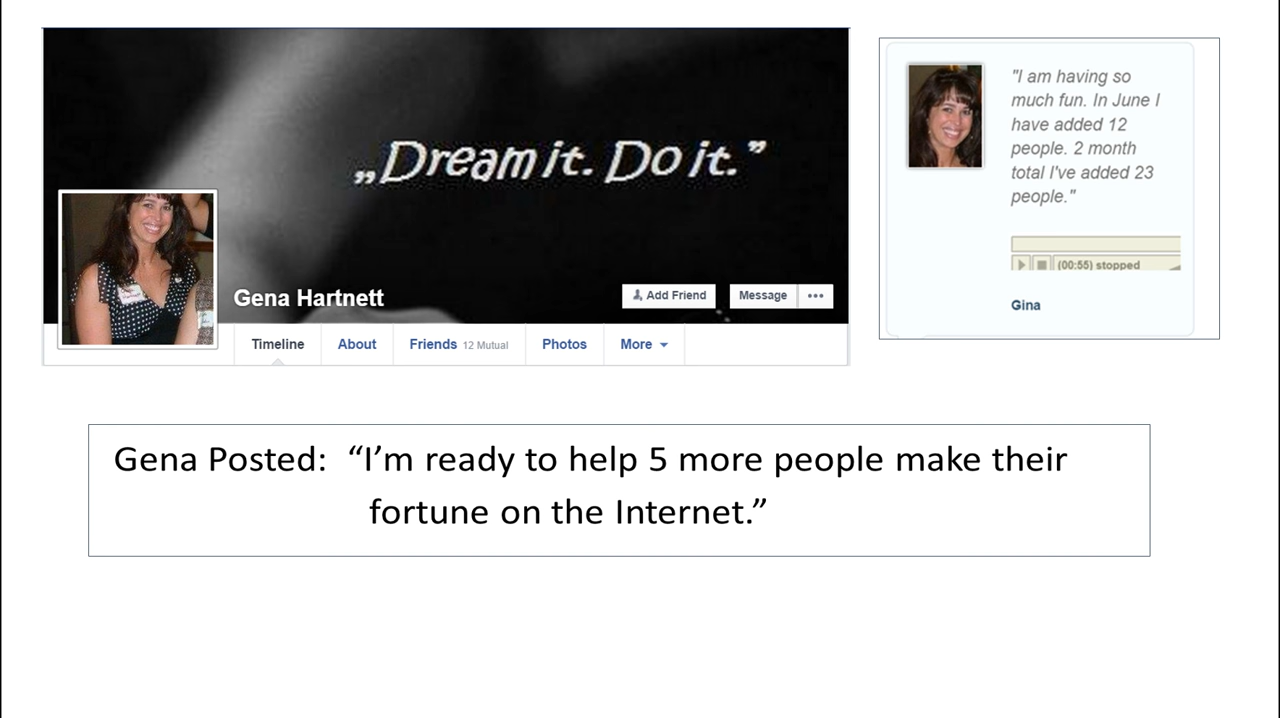 „Dream it. Do it.”
Gena Hartnett
Add Friend
Message
Timeline
About
Friends 12 Mutual
Photos
More
"I am having so
much fun. In June I
have added 12
people. 2 month
total I've added 23
people."
(00:55) stopped
Gina
Gena Posted: “I’m ready to help 5 more people make their
fortune on the Internet.”